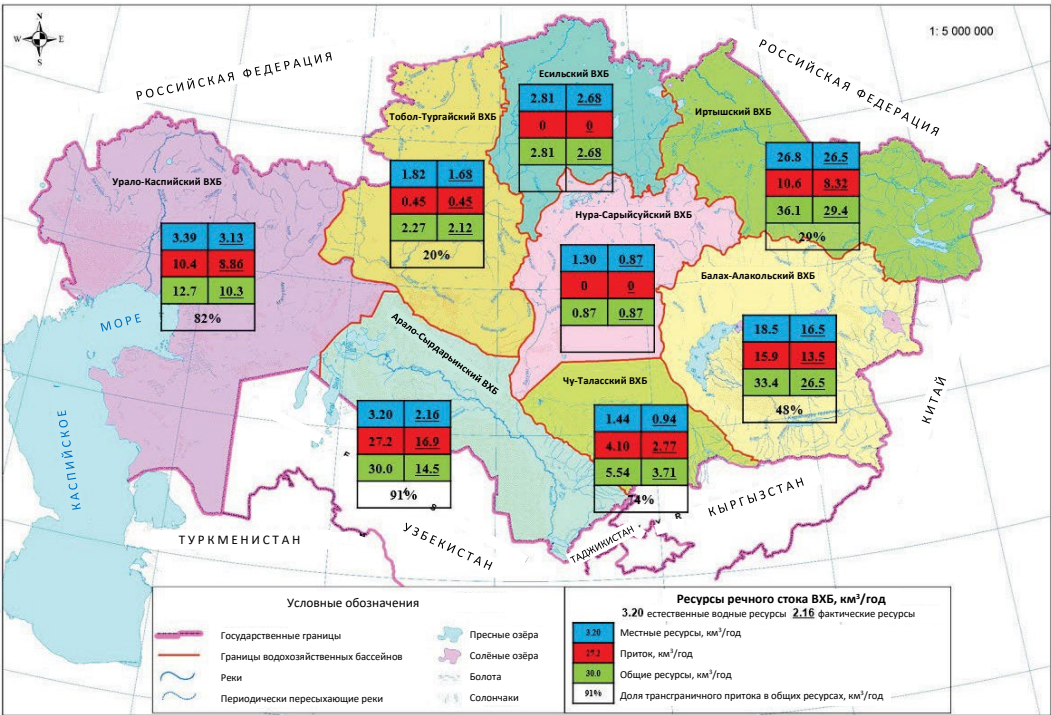 N
W E
S
1: 5 000 000
РОССИЙСКАЯ ФЕДЕРАЦИЯ
РОССИЙСКАЯ ФЕДЕРАЦИЯ
Есильский ВХБ
2.81 2.68
0 0
2.81 2.68
Тобол-Тургайский ВХБ
1.82 1.68
0.45 0.45
2.27 2.12
20%
Иртышский ВХБ
26.8 26.5
10.6 8.32
36.1 29.4
29%
Урало-Каспийский ВХБ
3.39 3.13
10.4 8.86
12.7 10.3
82%
Нура-Сарыйсуйский ВХБ
1.30 0.87
0 0
0.87 0.87
Балах-Алакольский ВХБ
18.5 16.5
15.9 13.5
33.4 26.5
48%
Арало-Сырдарьинский ВХБ
3.20 2.16
27.2 16.9
30.0 14.5
91%
Чу-Таласский ВХБ
1.44 0.94
4.10 2.77
5.54 3.71
74%
КАСПИЙСКОЕ
МОРЕ
КИТАЙ
КЫРГЫЗСТАН
ТАДЖИКИСТАН
УЗБЕКИСТАН
ТУРКМЕНИСТАН
Условные обозначения
Государственные границы
Границы водохозяйственных бассейнов
Реки
Периодически пересыхающие реки
Пресные озёра
Солёные озёра
Болота
Солончаки
Ресурсы речного стока ВХБ, км³/год
3.20 естественные водные ресурсы 2.16 фактические ресурсы
3.20 Местные ресурсы, км³/год
27.2 Приток, км³/год
30.0 Общие ресурсы, км³/год
91% Доля трансграничного притока в общих ресурсах, км³/год